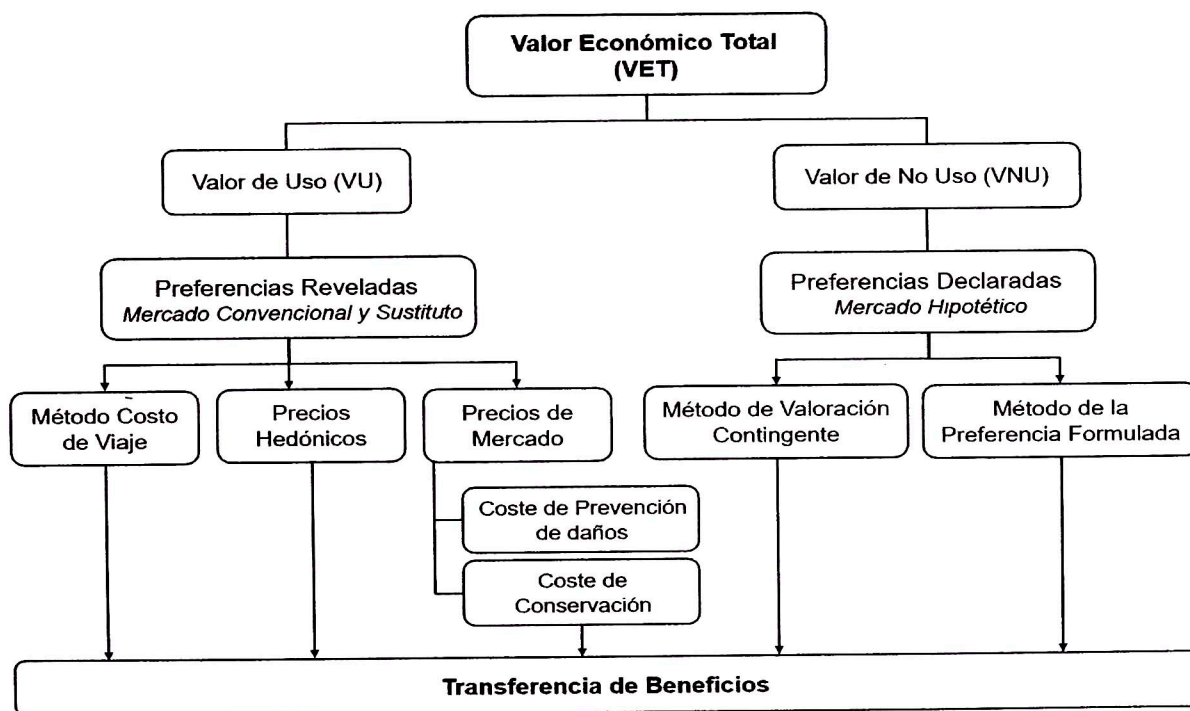 Valor Económico Total
(VET)
Valor de Uso (VU)
Valor de No Uso (VNU)
Preferencias Reveladas
Mercado Convencional y Sustituto
Preferencias Declaradas
Mercado Hipotético
Método Costo
de Viaje
Precios
Hedónicos
Precios de
Mercado
Método de Valoración
Contingente
Método de la
Preferencia Formulada
Coste de Prevención
de daños
Coste de
Conservación
Transferencia de Beneficios